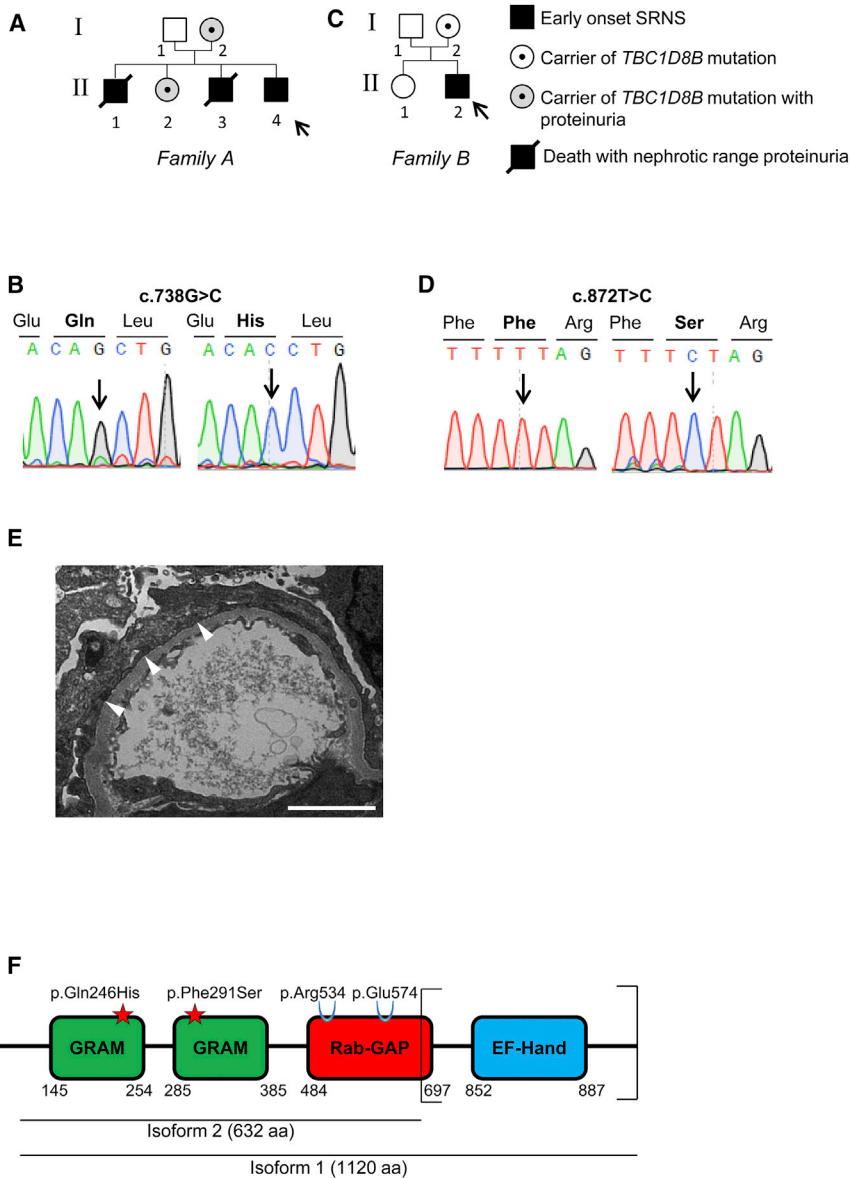 A
I
1 2
II
1 2 3 4
Family A
C
I
1 2
II
1 2
Family B
Early onset SRNS
Carrier of TBC1D8B mutation
Carrier of TBC1D8B mutation with
proteinuria
Death with nephrotic range proteinuria
B
c.738G>C
Glu Gln Leu Glu His Leu
A C A G C T G A C A C C T G
D
c.872T>C
Phe Phe Arg Phe Ser Arg
T T T T T A G T T T C T A G
E
F
p.Gln246His p.Phe291Ser p.Arg534 p.Glu574
GRAM GRAM Rab-GAP EF-Hand
145 254 285 385 484 697 852 887
Isoform 2 (632 aa)
Isoform 1 (1120 aa)